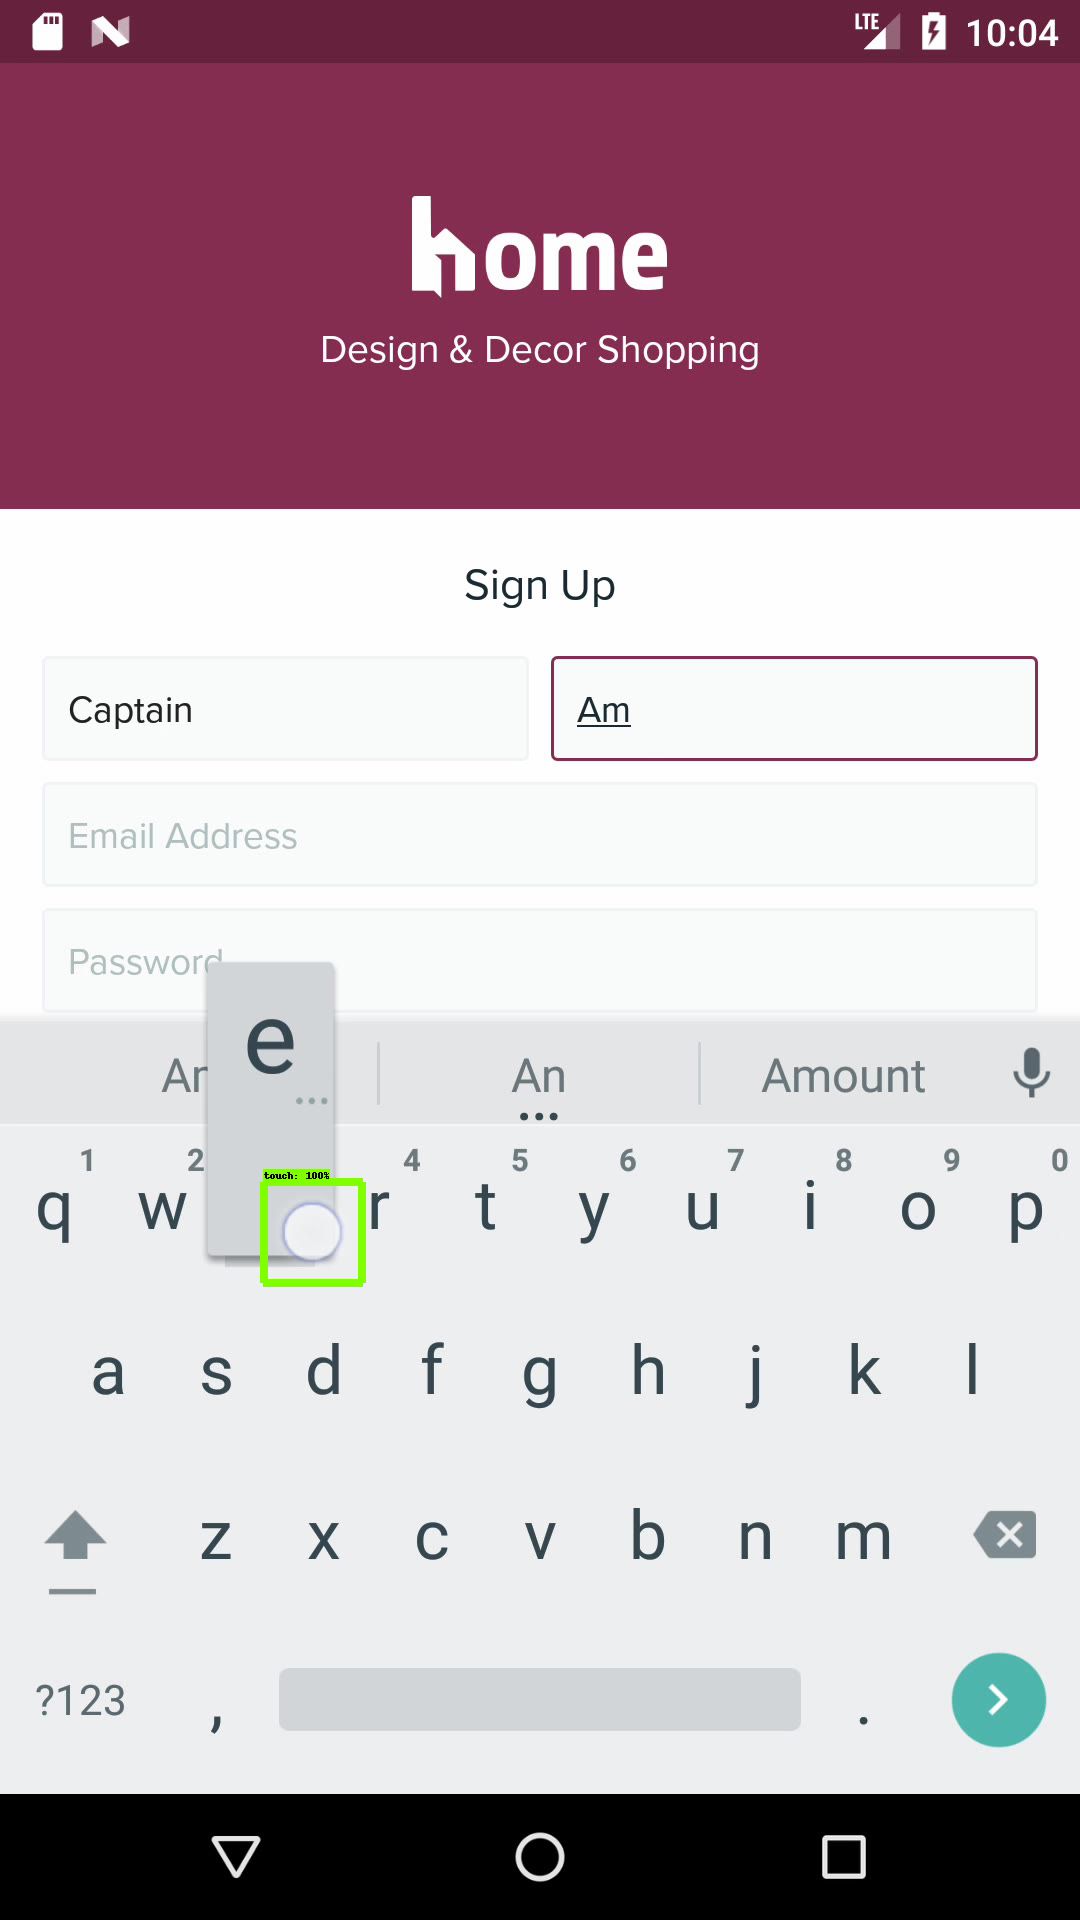 LTE 10:04
home
Design & Decor Shopping
Sign Up
Captain Am
Email Address
Password
e
An Amount
touch: 100%
1 2 4 5 6 7 8 9 0
q w r t y u i o p
a s d f g h j k l
z x c v b n m
?123 , .